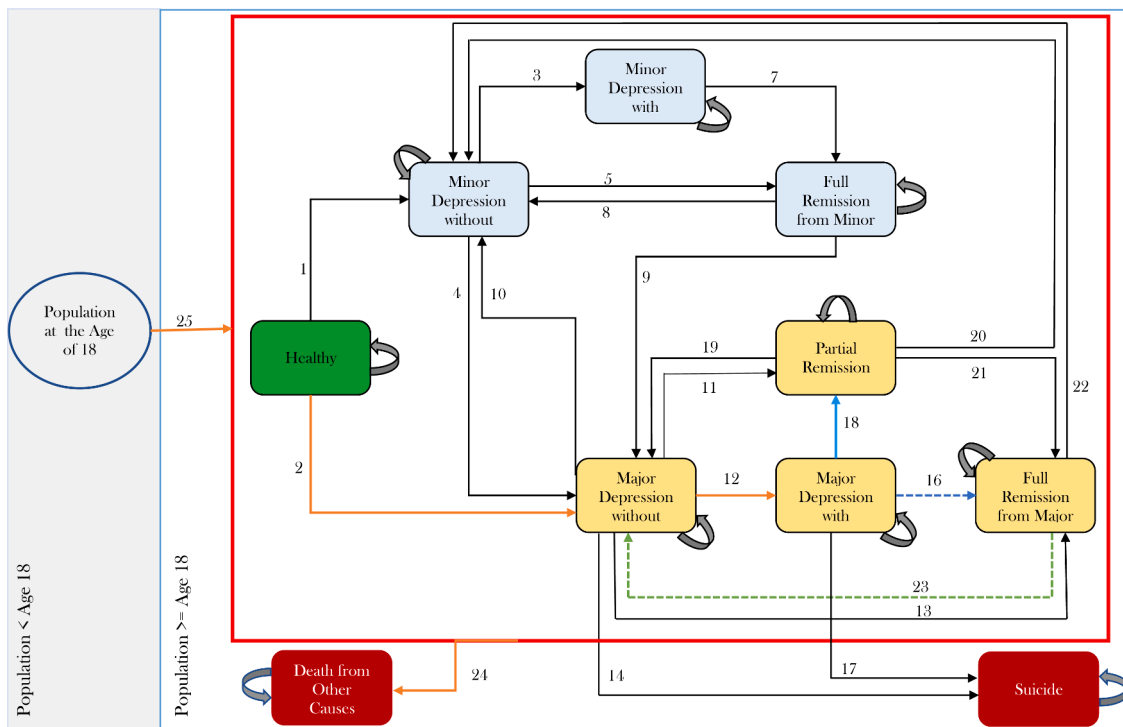 Minor
Depression
with
3
7
Minor
Depression
without
5
8
Full
Remission
from Minor
1
4
10
9
Population
at the Age
of 18
25
Healthy
Partial
Remission
19
11
20
21
22
18
2
Major
Depression
without
12
Major
Depression
with
16
Full
Remission
from Major
23
13
Population < Age 18
Population >= Age 18
24
14
17
Death from
Other
Causes
Suicide